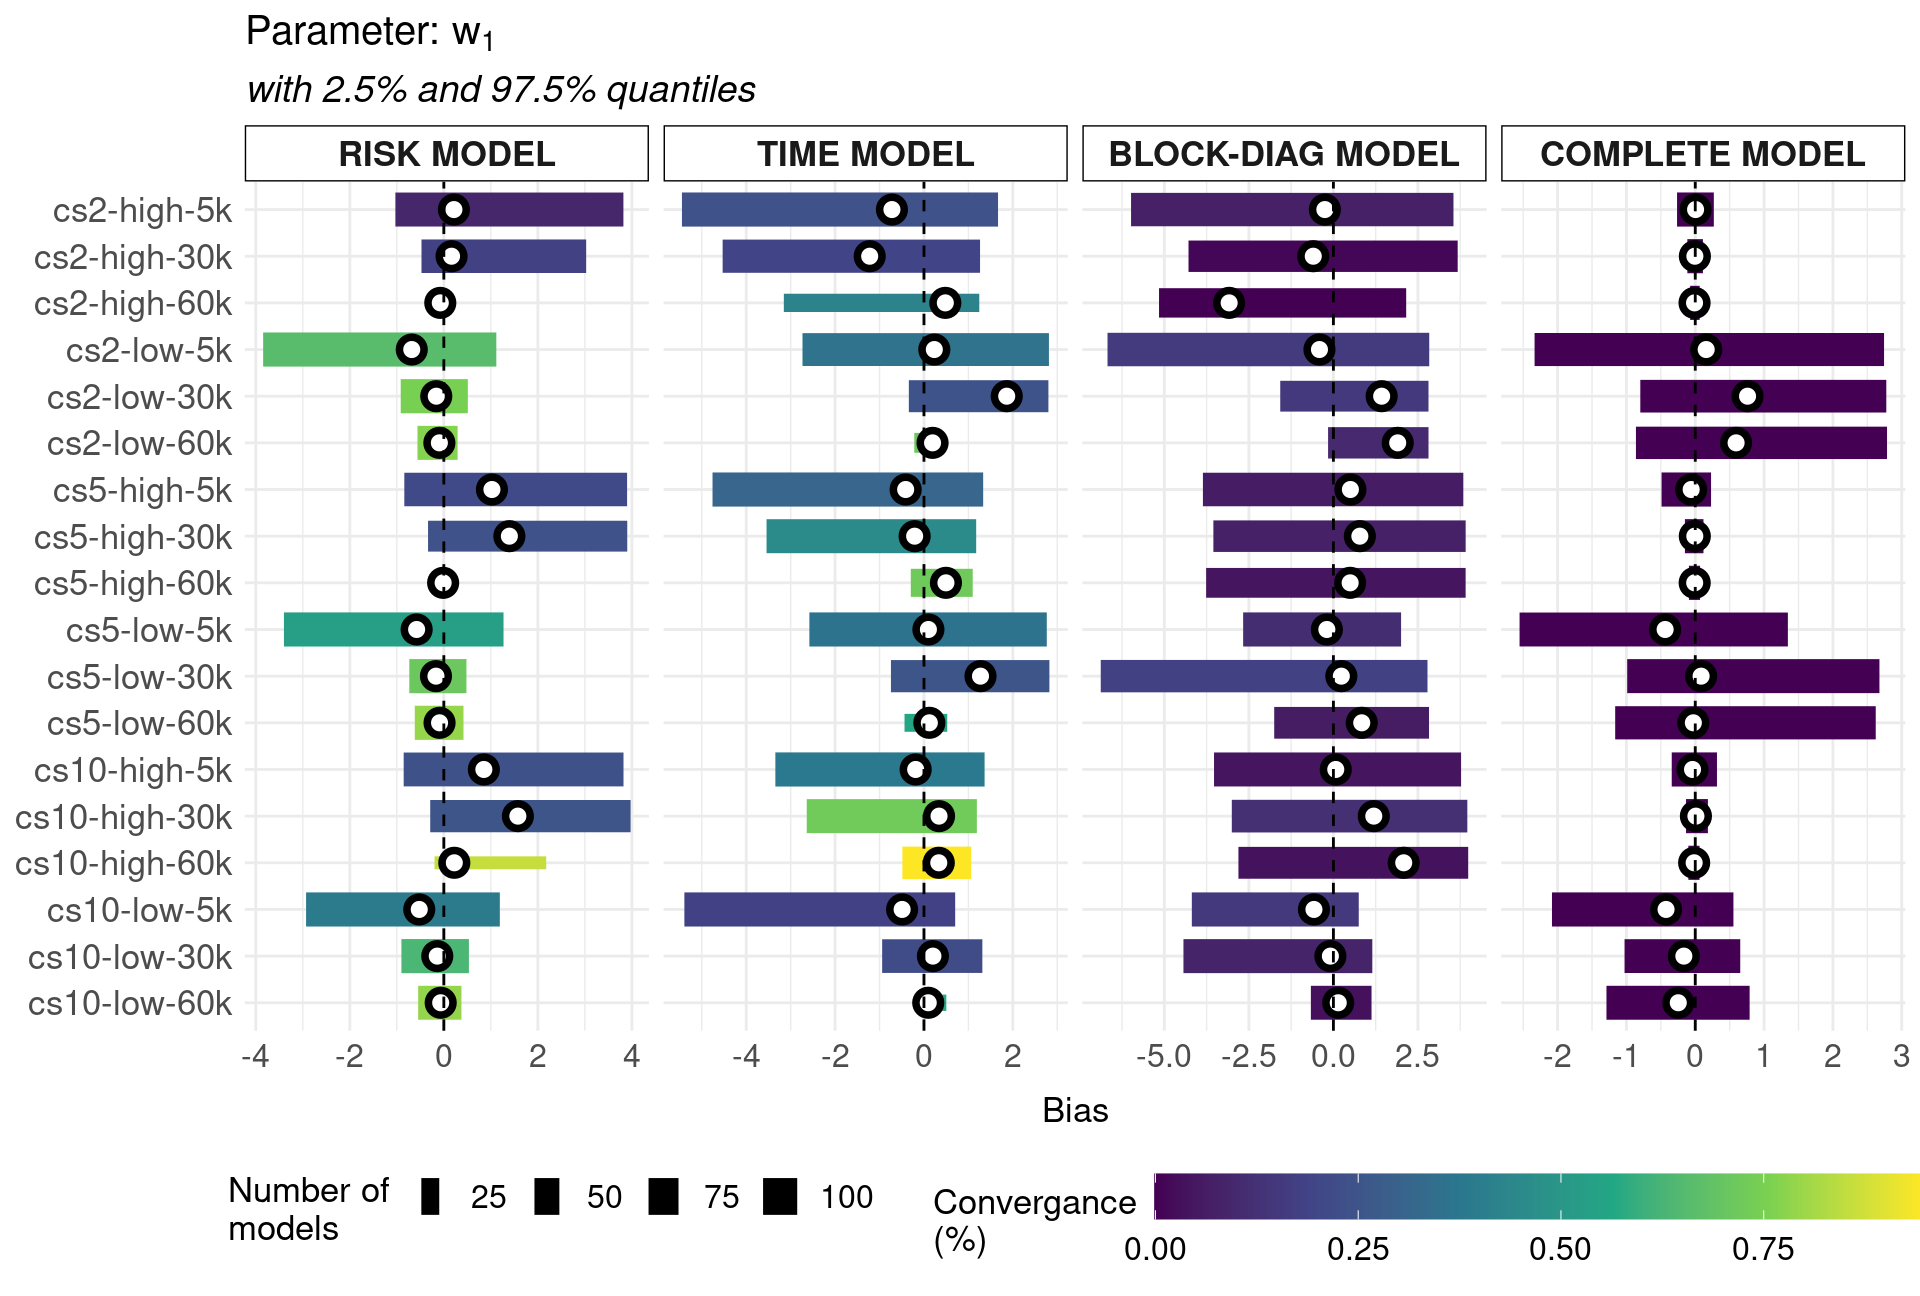 Parameter: w1
with 2.5% and 97.5% quantiles
RISK MODEL TIME MODEL BLOCK-DIAG MODEL COMPLETE MODEL
cs2-high-5k
cs2-high-30k
cs2-high-60k
cs2-low-5k
cs2-low-30k
cs2-low-60k
cs5-high-5k
cs5-high-30k
cs5-high-60k
cs5-low-5k
cs5-low-30k
cs5-low-60k
cs10-high-5k
cs10-high-30k
cs10-high-60k
cs10-low-5k
cs10-low-30k
cs10-low-60k
-4 -2 0 2 4 -4 -2 0 2 -5.0 -2.5 0.0 2.5 -2 -1 0 1 2 3
Bias
Number of
models
25 50 75 100
Convergance
(%)
0.00 0.25 0.50 0.75